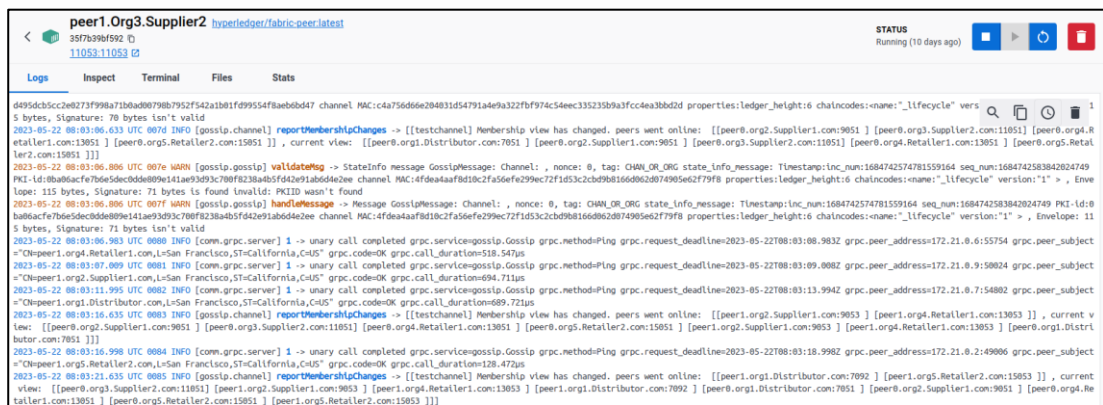 peer1.Org3.Supplier2 hyperledger/fabric-peer:latest
35f7b39bf592
11053:11053
STATUS
Running (10 days ago)
Logs Inspect Terminal Files Stats
d495dcb5cc2e0273f998a71b0ad00798b7952f542a1b01fd99554f8aeb6bd47 channel MAC:c4a756d66e204031d54791a4e9a322fbf974c54eec335235b9a3fcc4ea3bbd2d properties:ledger_height:6 chaincodes:<name:"_lifecycle" vers
5 bytes, Signature: 70 bytes isn't valid
2023-05-22 08:03:06.633 UTC 007d INFO [gossip.channel] reportMembershipChanges -> [[testchannel] Membership view has changed. peers went online: [[peer0.org2.Supplier1.com:9051 ] [peer0.org3.Supplier2.com:11051] [peer0.org4.R
etailer1.com:13051 ] [peer0.org5.Retailer2.com:15051 ]] , current view: [[peer0.org1.Distributor.com:7051 ] [peer0.org2.Supplier1.com:9051 ] [peer0.org3.Supplier2.com:11051] [peer0.org4.Retailer1.com:13051 ] [peer0.org5.Retai
ler2.com:15051 ]]]
2023-05-22 08:03:06.806 UTC 007e WARN [gossip.gossip] validateMsg -> StateInfo message GossipMessage: Channel: , nonce: 0, tag: CHAN_OR_ORG state_info_message: Timestamp:inc_num:1684742574781559164 seq_num:1684742583842024749
PKI-id:0ba06acfe7b6e5dec0dde809e141ae93d93c700f8238a4b5fd42e91ab6d4e2ee channel MAC:4fdea4aaf8d10c2fa56efe299ec72f1d53c2cbd9b8166d062d074905e62f79f8 properties:ledger_height:6 chaincodes:<name:"_lifecycle" version:"1" > , Enve
lope: 115 bytes, Signature: 71 bytes is found invalid: PKIID wasn't found
2023-05-22 08:03:06.806 UTC 007f WARN [gossip.gossip] handleMessage -> Message GossipMessage: Channel: , nonce: 0, tag: CHAN_OR_ORG state_info_message: Timestamp:inc_num:1684742574781559164 seq_num:1684742583842024749 PKI-id:0
ba06acfe7b6e5dec0dde809e141ae93d93c700f8238a4b5fd42e91ab6d4e2ee channel MAC:4fdea4aaf8d10c2fa56efe299ec72f1d53c2cbd9b8166d062d074905e62f79f8 properties:ledger_height:6 chaincodes:<name:"_lifecycle" version:"1" > , Envelope: 11
5 bytes, Signature: 71 bytes isn't valid
2023-05-22 08:03:06.983 UTC 0080 INFO [comm.grpc.server] 1 -> unary call completed grpc.service=gossip.Gossip grpc.method=Ping grpc.request_deadline=2023-05-22T08:03:08.983Z grpc.peer_address=172.21.0.6:55754 grpc.peer_subject
="CN=peer1.org4.Retailer1.com,L=San Francisco,ST=California,C=US" grpc.code=OK grpc.call_duration=518.547µs
2023-05-22 08:03:07.009 UTC 0081 INFO [comm.grpc.server] 1 -> unary call completed grpc.service=gossip.Gossip grpc.method=Ping grpc.request_deadline=2023-05-22T08:03:09.008Z grpc.peer_address=172.21.0.9:50024 grpc.peer_subject
="CN=peer1.org2.Supplier1.com,L=San Francisco,ST=California,C=US" grpc.code=OK grpc.call_duration=694.711µs
2023-05-22 08:03:11.995 UTC 0082 INFO [comm.grpc.server] 1 -> unary call completed grpc.service=gossip.Gossip grpc.method=Ping grpc.request_deadline=2023-05-22T08:03:13.994Z grpc.peer_address=172.21.0.7:54802 grpc.peer_subject
="CN=peer1.org1.Distributor.com,L=San Francisco,ST=California,C=US" grpc.code=OK grpc.call_duration=689.721µs
2023-05-22 08:03:16.635 UTC 0083 INFO [gossip.channel] reportMembershipChanges -> [[testchannel] Membership view has changed. peers went online: [[peer1.org2.Supplier1.com:9053 ] [peer1.org4.Retailer1.com:13053 ]] , current v
iew: [[peer0.org2.Supplier1.com:9051 ] [peer0.org3.Supplier2.com:11051] [peer0.org4.Retailer1.com:13051 ] [peer0.org5.Retailer2.com:15051 ] [peer1.org2.Supplier1.com:9053 ] [peer1.org4.Retailer1.com:13053 ] [peer0.org1.Distri
butor.com:7051 ]]]
2023-05-22 08:03:16.998 UTC 0084 INFO [comm.grpc.server] 1 -> unary call completed grpc.service=gossip.Gossip grpc.method=Ping grpc.request_deadline=2023-05-22T08:03:18.998Z grpc.peer_address=172.21.0.2:49006 grpc.peer_subject
="CN=peer1.org5.Retailer2.com,L=San Francisco,ST=California,C=US" grpc.code=OK grpc.call_duration=128.472µs
2023-05-22 08:03:21.635 UTC 0085 INFO [gossip.channel] reportMembershipChanges -> [[testchannel] Membership view has changed. peers went online: [[peer1.org1.Distributor.com:7092 ] [peer1.org5.Retailer2.com:15053 ]] , current
view: [[peer0.org3.Supplier2.com:11051] [peer1.org2.Supplier1.com:9053 ] [peer1.org4.Retailer1.com:13053 ] [peer1.org1.Distributor.com:7092 ] [peer0.org1.Distributor.com:7051 ] [peer0.org2.Supplier1.com:9051 ] [peer0.org4.Re
tailer1.com:13051 ] [peer0.org5.Retailer2.com:15051 ] [peer1.org5.Retailer2.com:15053 ]]]